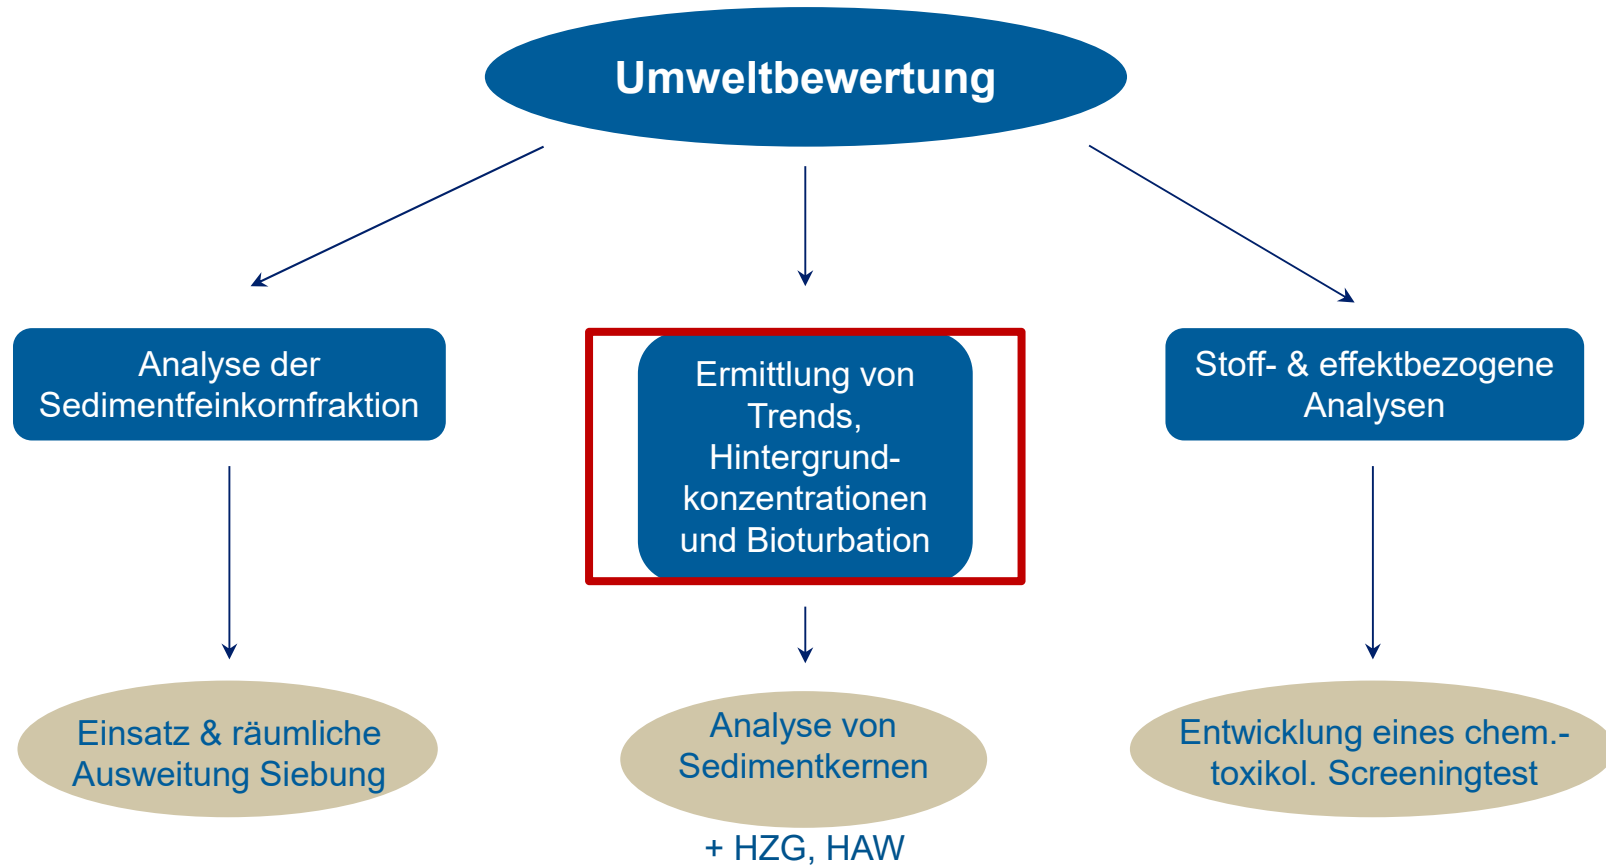 Umweltbewertung
Analyse der
Sedimentfeinkornfraktion
Ermittlung von
Trends,
Hintergrund-
konzentrationen
und Bioturbation
Stoff- & effektbezogene
Analysen
Einsatz & räumliche
Ausweitung Siebung
Analyse von
Sedimentkernen
+ HZG, HAW
Entwicklung eines chem.-
toxikol. Screeningtest